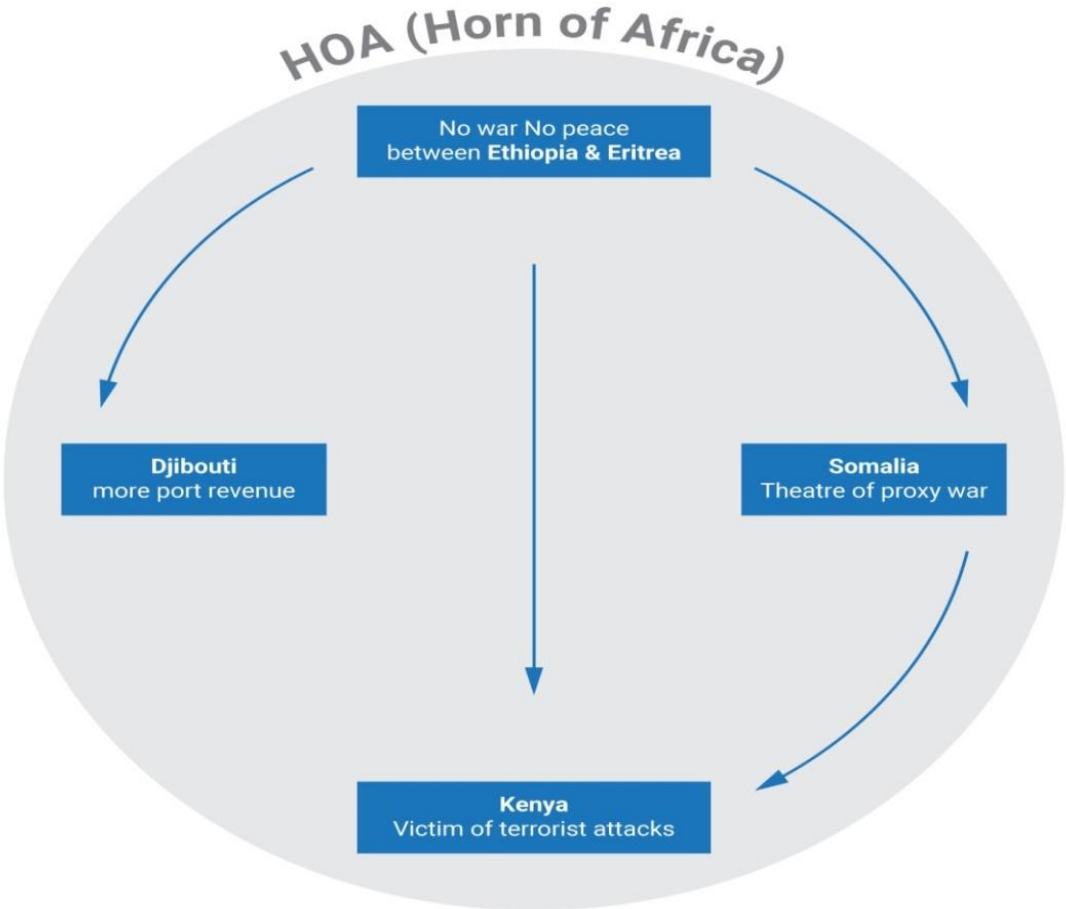 HOA (Horn of Africa)
No war No peace
between Ethiopia & Eritrea
Djibouti
more port revenue
Somalia
Theatre of proxy war
Kenya
Victim of terrorist attacks